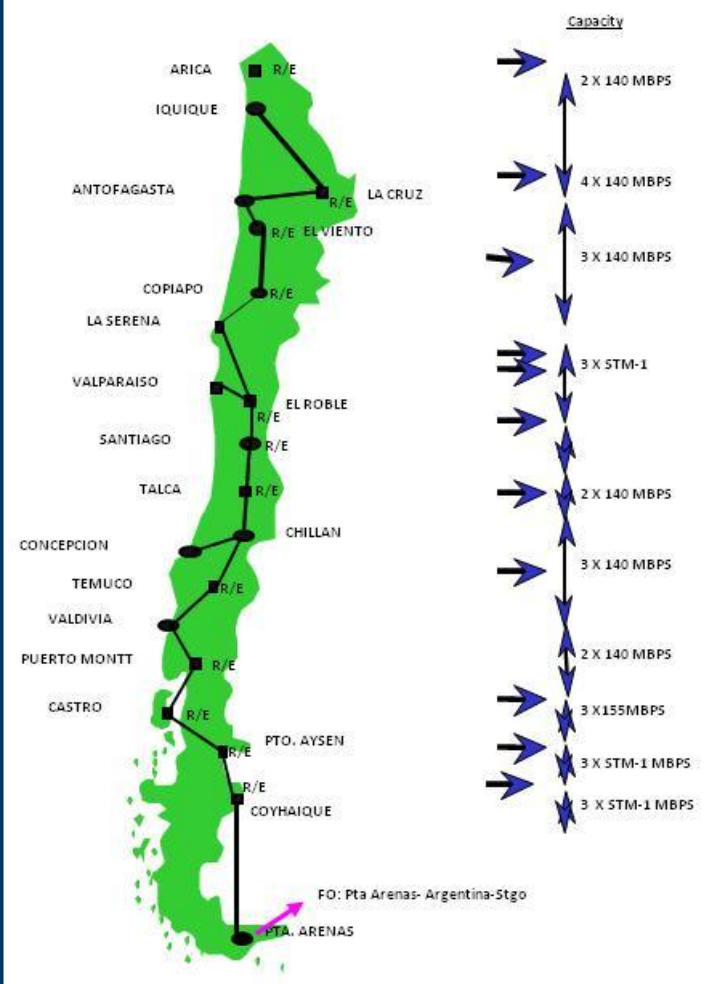 Capacity
ARICA R/E
2 X 140 MBPS
IQUIQUE
4 X 140 MBPS
ANTOFAGASTA
LA CRUZ
R/E
R/E EL VIENTO
3 X 140 MBPS
COPIAPO R/E
LA SERENA
3 X STM-1
VALPARAISO
EL ROBLE
R/E
SANTIAGO R/E
TALCA R/E
2 X 140 MBPS
CHILLAN
CONCEPCION
3 X 140 MBPS
TEMUCO R/E
VALDIVIA
PUERTO MONTT R/E
2 X 140 MBPS
CASTRO R/E
3 X155MBPS
PTO. AYSEN
R/E
3 X STM-1 MBPS
R/E
COYHAIQUE
3 X STM-1 MBPS
FO: Pta Arenas- Argentina-Stgo
PTA. ARENAS